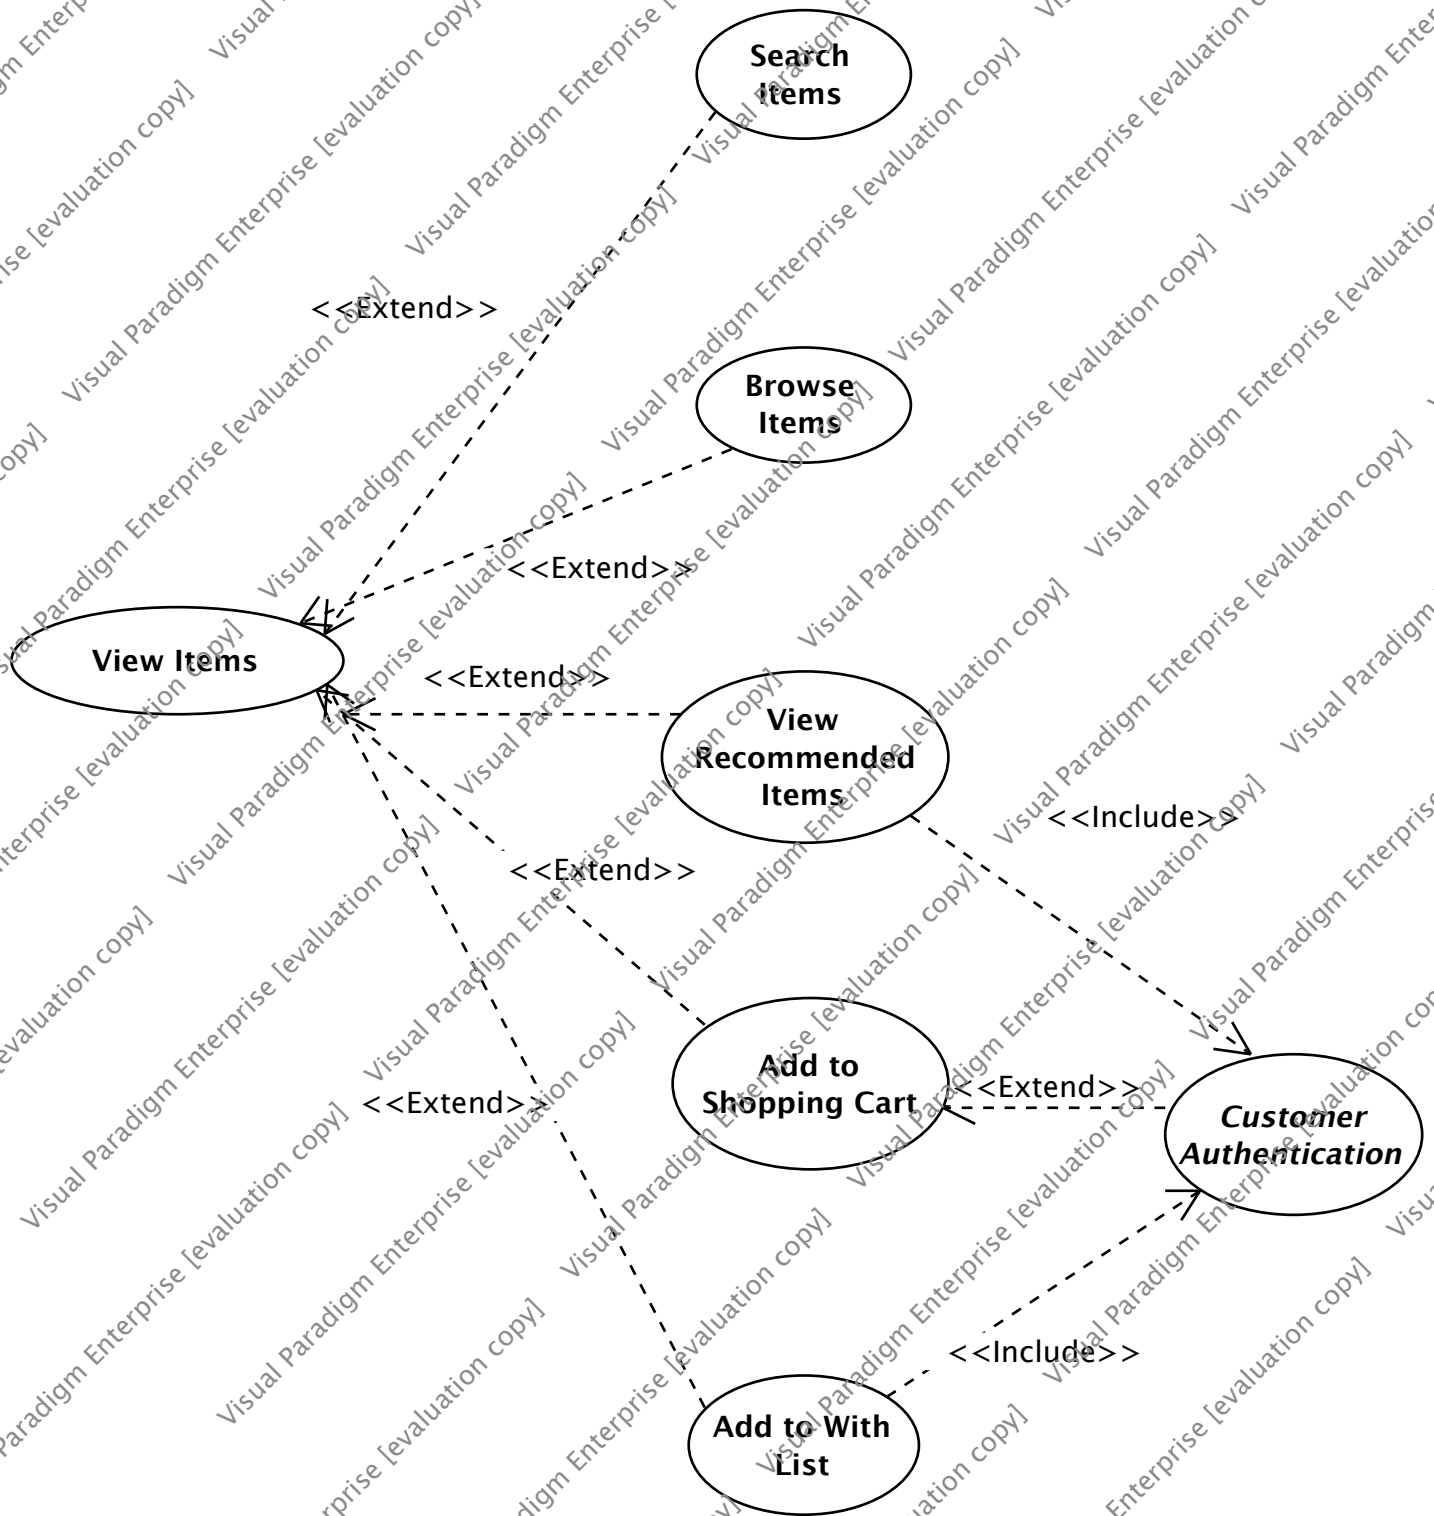 Search
Items
<<Extend>>
Browse
Items
<<Extend>>
View Items
<<Extend>>
View
Recommended
Items
<<Include>>
<<Extend>>
Add to
Shopping Cart
<<Extend>>
Customer
Authentication
<<Extend>>
<<Include>>
Add to With
List
Visual Paradigm Enterprise [evaluation copy]